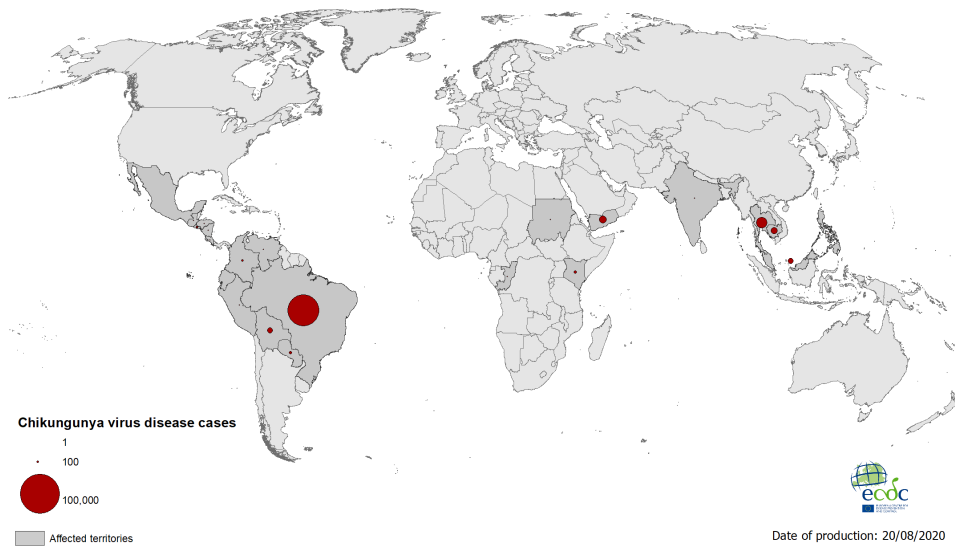 Chikungunya virus disease cases
1
100
100,000
Affected territories
ecdc
Date of production: 20/08/2020